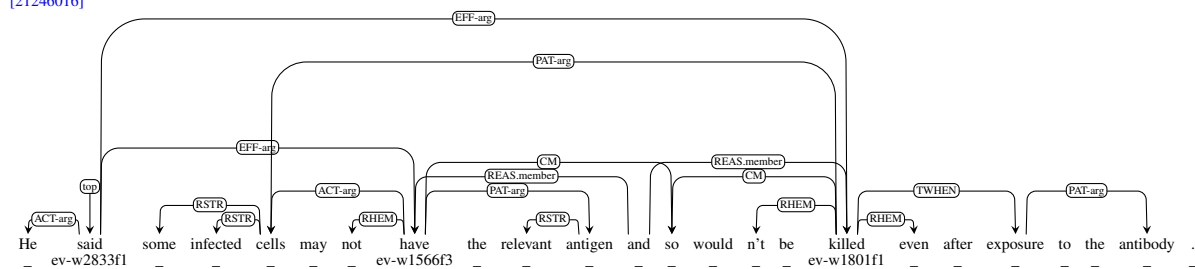 [21246016]
EFF-arg
PAT-arg
EFF-arg
CM REAS.member
REAS.member CM
top ACT-arg PAT-arg TWHEN PAT-arg
RSTR RHEM
ACT-arg RSTR RHEM RSTR RHEM
He said some infected cells may not have the relevant antigen and so would n't be killed even after exposure to the antibody .
ev-w2833f1 ev-w1566f3 ev-w1801f1
_ _ _ _ _ _ _ _ _ _ _ _ _ _ _ _ _ _ _ _ _ _ _